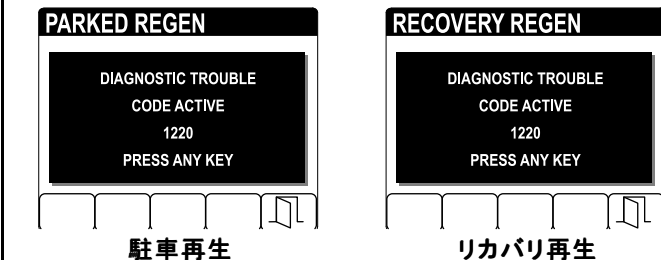 PARKED REGEN
DIAGNOSTIC TROUBLE
CODE ACTIVE
1220
PRESS ANY KEY
駐車再生
RECOVERY REGEN
DIAGNOSTIC TROUBLE
CODE ACTIVE
1220
PRESS ANY KEY
リカバリ再生